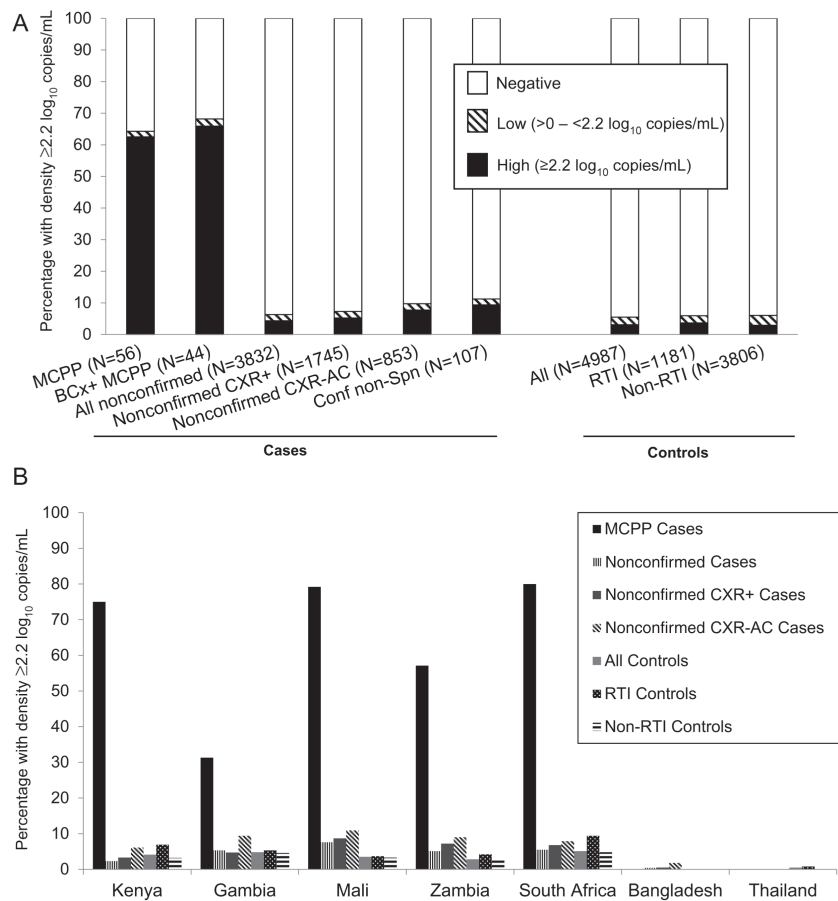 A
Percentage with density ≥2.2 log10 copies/mL
100
90
80
70
60
50
40
30
20
10
0
Negative
Low (>0 – <2.2 log10 copies/mL)
High (≥2.2 log10 copies/mL)
MCPP (N=56)
BCx+ MCPP (N=44)
All nonconfirmed (N=3832)
Nonconfirmed CXR+ (N=1745)
Nonconfirmed CXR-AC (N=853)
Conf non-Spn (N=107)
All (N=4987)
RTI (N=1181)
Non-RTI (N=3806)
Cases
Controls
B
Percentage with density ≥2.2 log10 copies/mL
100
90
80
70
60
50
40
30
20
10
0
MCPP Cases
Nonconfirmed Cases
Nonconfirmed CXR+ Cases
Nonconfirmed CXR-AC Cases
All Controls
RTI Controls
Non-RTI Controls
Kenya
Gambia
Mali
Zambia
South Africa
Bangladesh
Thailand